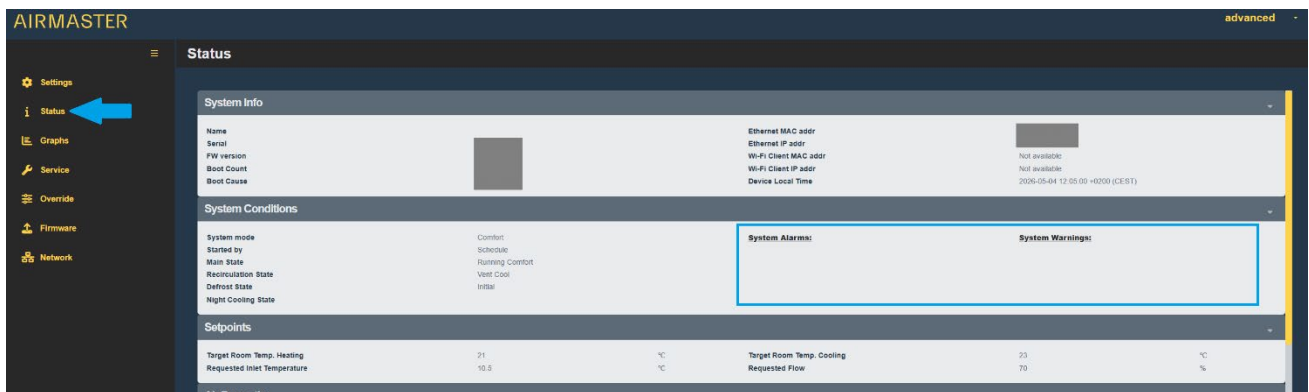 AIRMASTER
advanced
Status
Settings
Status
Graphs
Service
Override
Firmware
Network
System Info
Name
Serial
FW version
Boot Count
Boot Cause
Ethernet MAC addr
Ethernet IP addr
Wi-Fi Client MAC addr Not available
Wi-Fi Client IP addr Not available
Device Local Time 2026-05-04 12:05:00 +0200 (CEST)
System Conditions
System mode Comfort
Started by Schedule
Main State Running Comfort
Recirculation State Vent Cool
Defrost State Initial
Night Cooling State
System Alarms: System Warnings:
Setpoints
Target Room Temp. Heating 21 °C Target Room Temp. Cooling 23 °C
Requested Inlet Temperature 10.5 °C Requested Flow 70 %